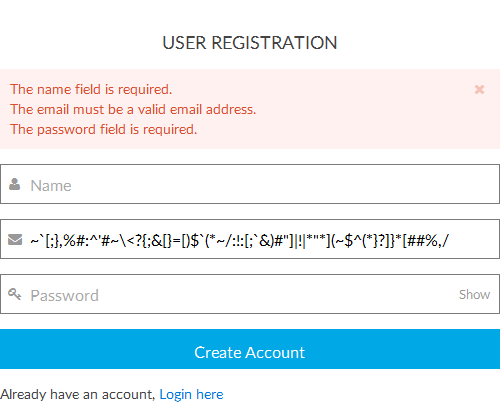 USER REGISTRATION
The name field is required.
The email must be a valid email address.
The password field is required.
Name
~`[;},%#:^'#~\<?{;&[}=[)$`(*~/:!:[;`&)#"]|!|*"*](~$^(*}?]}*[##%,/
Password
Show
Create Account
Already have an account, Login here